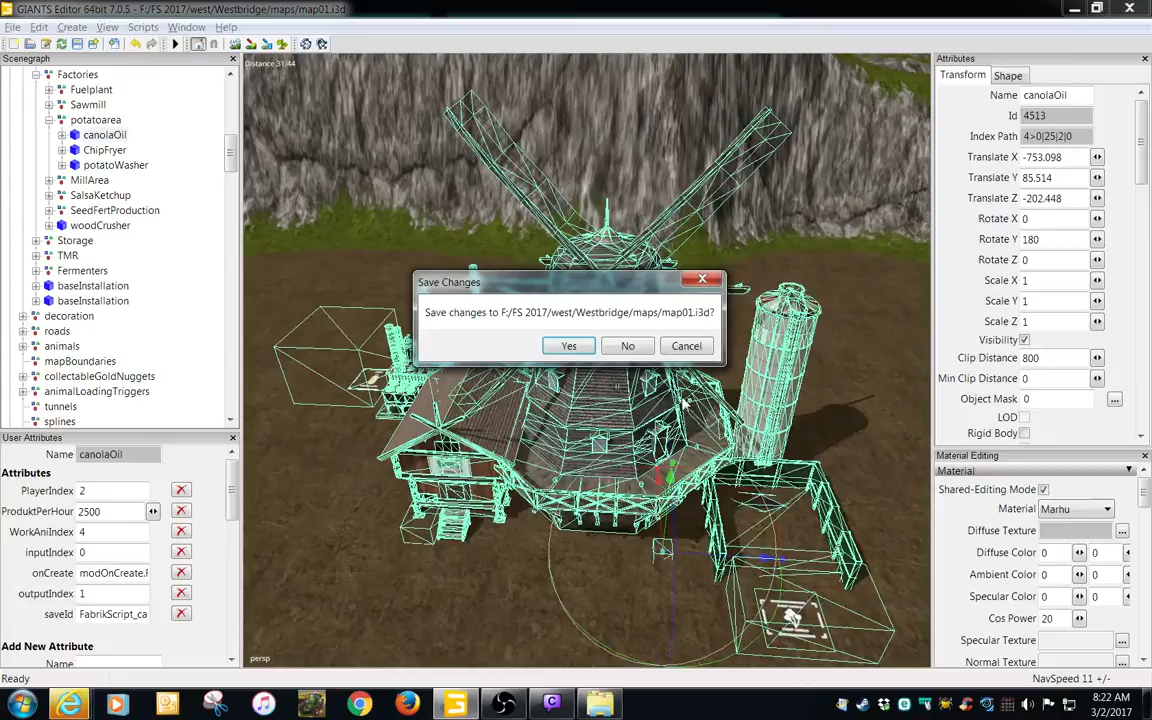 GIANTS Editor 64bit 7.0.5 - F:/FS 2017/west/Westbridge/maps/map01.i3d
File Edit Create View Scripts Window Help
Scenegraph
Factories
Fuelplant
Sawmill
potatoarea
canolaOil
ChipFryer
potatoWasher
MillArea
SalsaKetchup
SeedFertProduction
woodCrusher
Storage
TMR
Fermenters
baseInstallation
baseInstallation
decoration
roads
animals
mapBoundaries
collectableGoldNuggets
animalLoadingTriggers
tunnels
splines
User Attributes
Name canolaOil
Attributes
PlayerIndex 2
ProduktPerHour 2500
WorkAniIndex 4
inputIndex 0
onCreate modOnCreate.F
outputIndex 1
saveId FabrikScript_ca
Add New Attribute
Name
Ready
Distance 31.44
Save Changes
Save changes to F:/FS 2017/west/Westbridge/maps/map01.i3d?
Yes No Cancel
persp
Attributes
Transform Shape
Name canolaOil
Id 4513
Index Path 4>0|25|2|0
Translate X -753.098
Translate Y 85.514
Translate Z -202.448
Rotate X 0
Rotate Y 180
Rotate Z 0
Scale X 1
Scale Y 1
Scale Z 1
Visibility
Clip Distance 800
Min Clip Distance 0
Object Mask 0 ...
LOD
Rigid Body
Material Editing
Material
Shared-Editing Mode
Material Marhu
Diffuse Texture ...
Diffuse Color 0 0
Ambient Color 0 0
Specular Color 0 0
Cos Power 20
Specular Texture ...
Normal Texture ...
NavSpeed 11 +/-
8:22 AM
3/2/2017